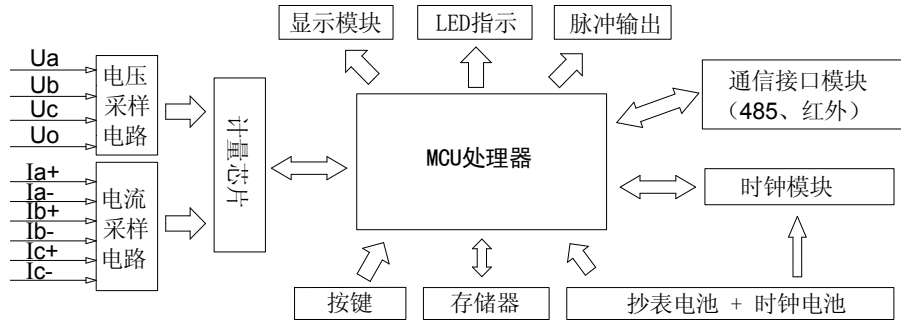 显示模块
LED指示
脉冲输出
Ua
Ub
Uc
Uo
电压
采样
电路
Ia+
Ia-
Ib+
Ib-
Ic+
Ic-
电流
采样
电路
计量芯片
MCU处理器
通信接口模块
（485、红外）
时钟模块
按键
存储器
抄表电池 + 时钟电池